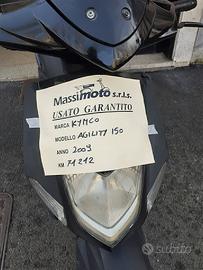 Massimoto s.r.l.s.
USATO GARANTITO
MARCA KYMCO
MODELLO AGILITY 150
ANNO 2009
KM 71212
subito